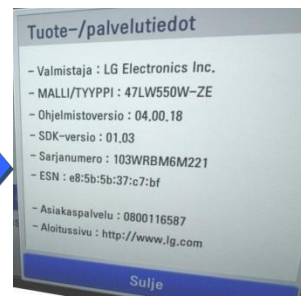 Tuote-/palvelutiedot
- Valmistaja : LG Electronics Inc.
- MALLI/TYYPPI : 47LW550W-ZE
- Ohjelmistoversio : 04.00.18
- SDK-versio : 01.03
- Sarjanumero : 103WRBM6M221
- ESN : e8:5b:5b:37:c7:bf
- Asiakaspalvelu : 0800116587
- Aloitussivu : http://www.lg.com
Sulje